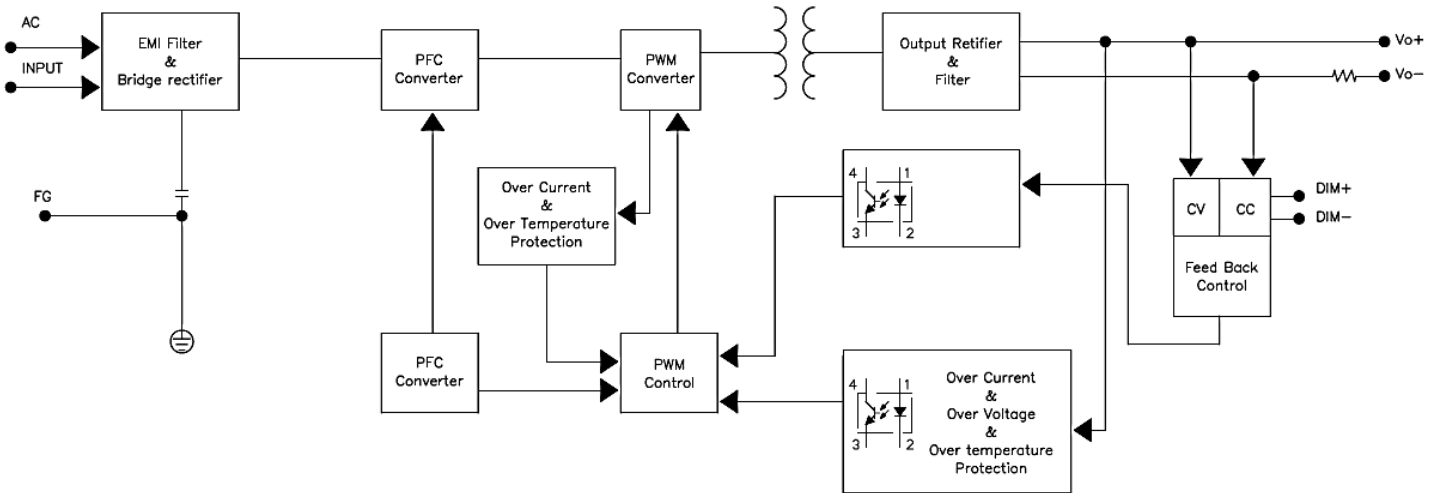 AC
INPUT
EMI Filter
&
Bridge rectifier
PFC
Converter
PWM
Converter
Output Retifier
&
Filter
Vo+
Vo-
FG
Over Current
&
Over Temperature
Protection
4
1
3
2
CV
CC
DIM+
DIM-
Feed Back
Control
PFC
Converter
PWM
Control
4
1
3
2
Over Current
&
Over Voltage
&
Over temperature
Protection